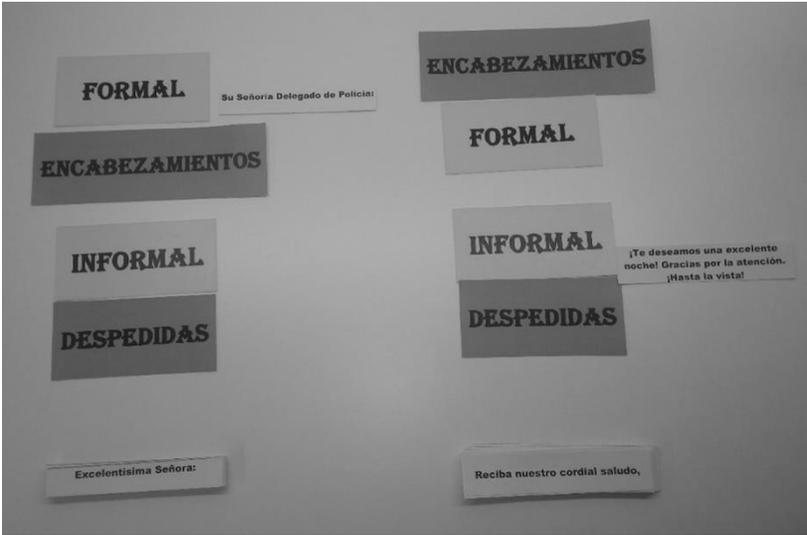 FORMAL
Su Señoría Delegado de Policía:
ENCABEZAMIENTOS
INFORMAL
DESPEDIDAS
Excelentísima Señora:
ENCABEZAMIENTOS
FORMAL
INFORMAL
¡Te deseamos una excelente
noche! Gracias por la atención.
¡Hasta la vista!
DESPEDIDAS
Reciba nuestro cordial saludo,